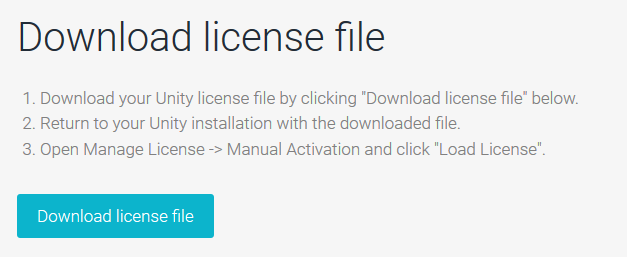 Download license file
1. Download your Unity license file by clicking "Download license file" below.
2. Return to your Unity installation with the downloaded file.
3. Open Manage License -> Manual Activation and click "Load License".
Download license file